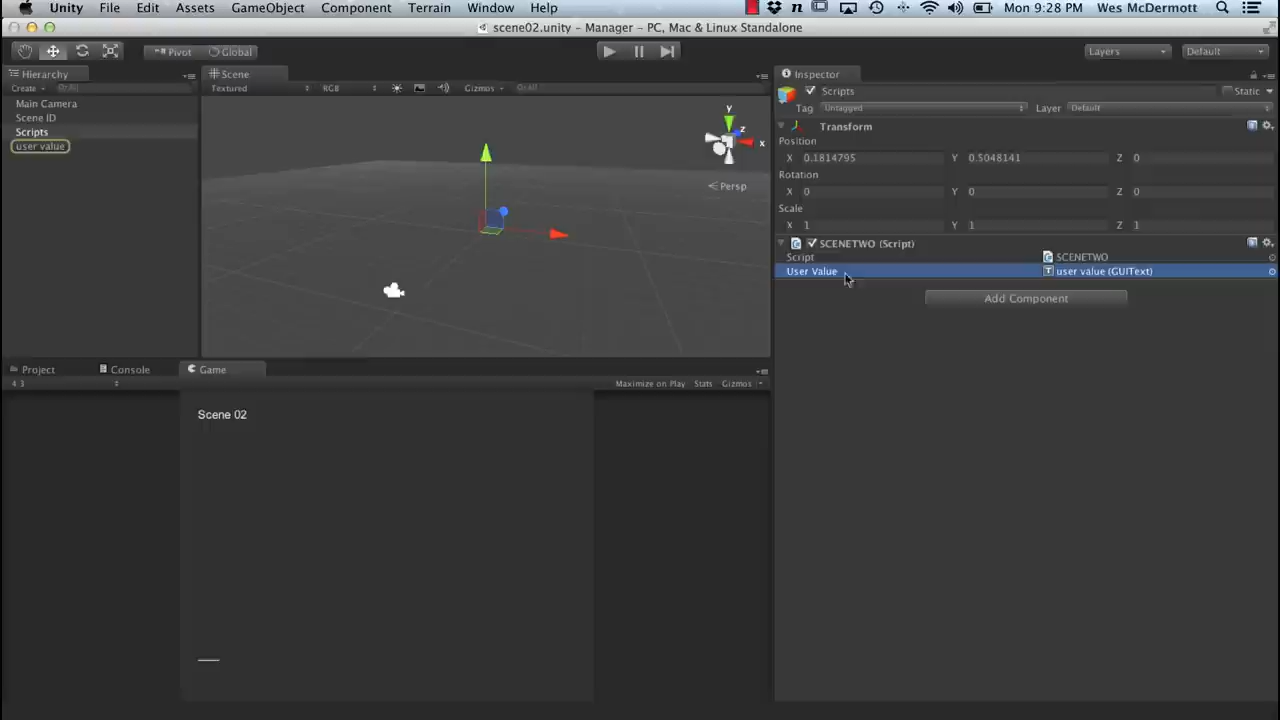 Unity File Edit Assets GameObject Component Terrain Window Help Mon 9:28 PM Wes McDermott
scene02.unity - Manager - PC, Mac & Linux Standalone
Pivot Global Layers Default
Hierarchy
Create All
Main Camera
Scene ID
Scripts
user value
Scene
Textured RGB Gizmos All
y
z
x
Persp
Inspector
Scripts Static
Tag Untagged Layer Default
Transform
Position
X 0.1814795 Y 0.5048141 Z 0
Rotation
X 0 Y 0 Z 0
Scale
X 1 Y 1 Z 1
SCENETWO (Script)
Script SCENETWO
User Value user value (GUIText)
Add Component
Project Console Game
4:3 Maximize on Play Stats Gizmos
Scene 02